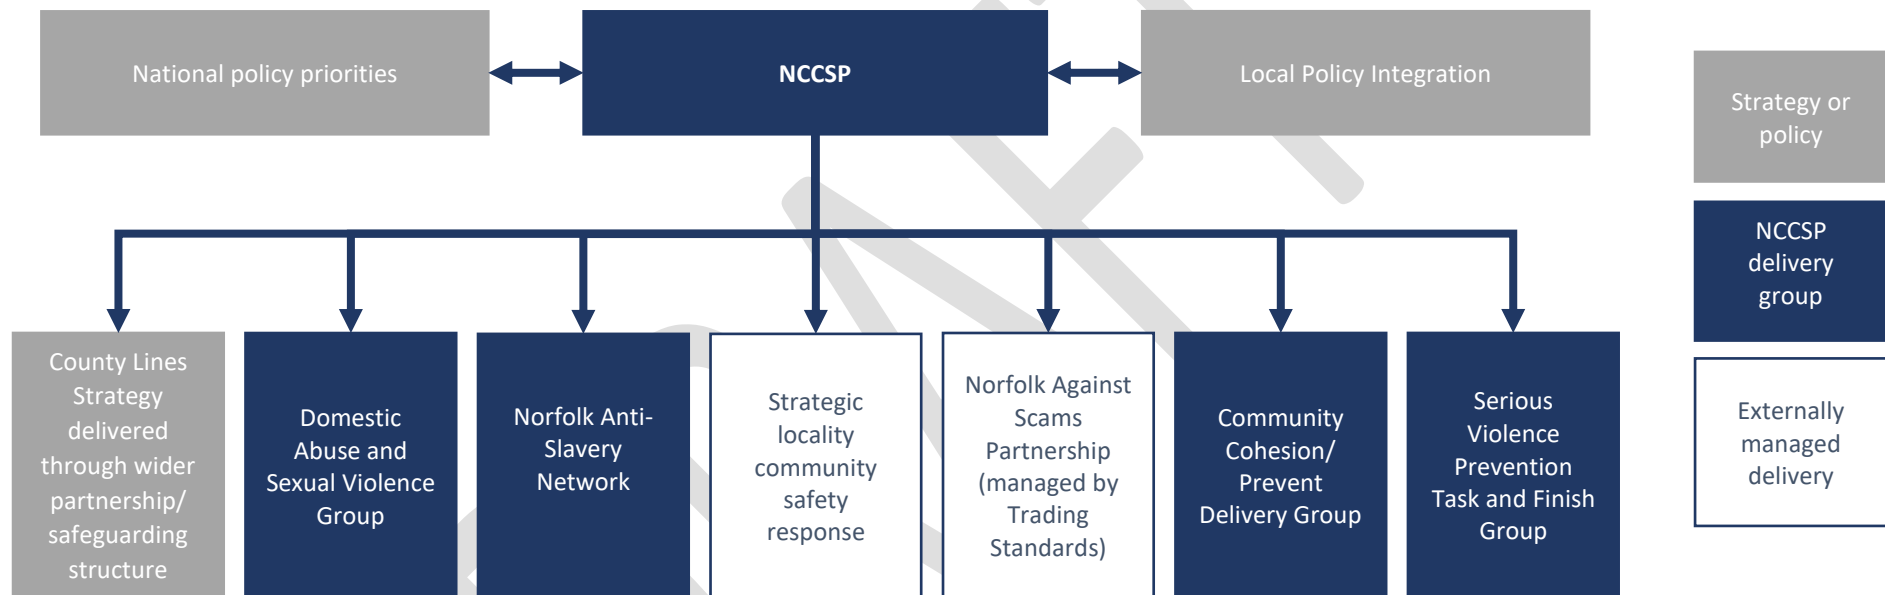 National policy priorities
NCCSP
Local Policy Integration
County Lines
Strategy
delivered
through wider
partnership/
safeguarding
structure
Domestic
Abuse and
Sexual Violence
Group
Norfolk Anti-
Slavery
Network
Strategic
locality
community
safety
response
Norfolk Against
Scams
Partnership
(managed by
Trading
Standards)
Community
Cohesion/
Prevent
Delivery Group
Serious
Violence
Prevention
Task and Finish
Group
Strategy or
policy
NCCSP
delivery
group
Externally
managed
delivery